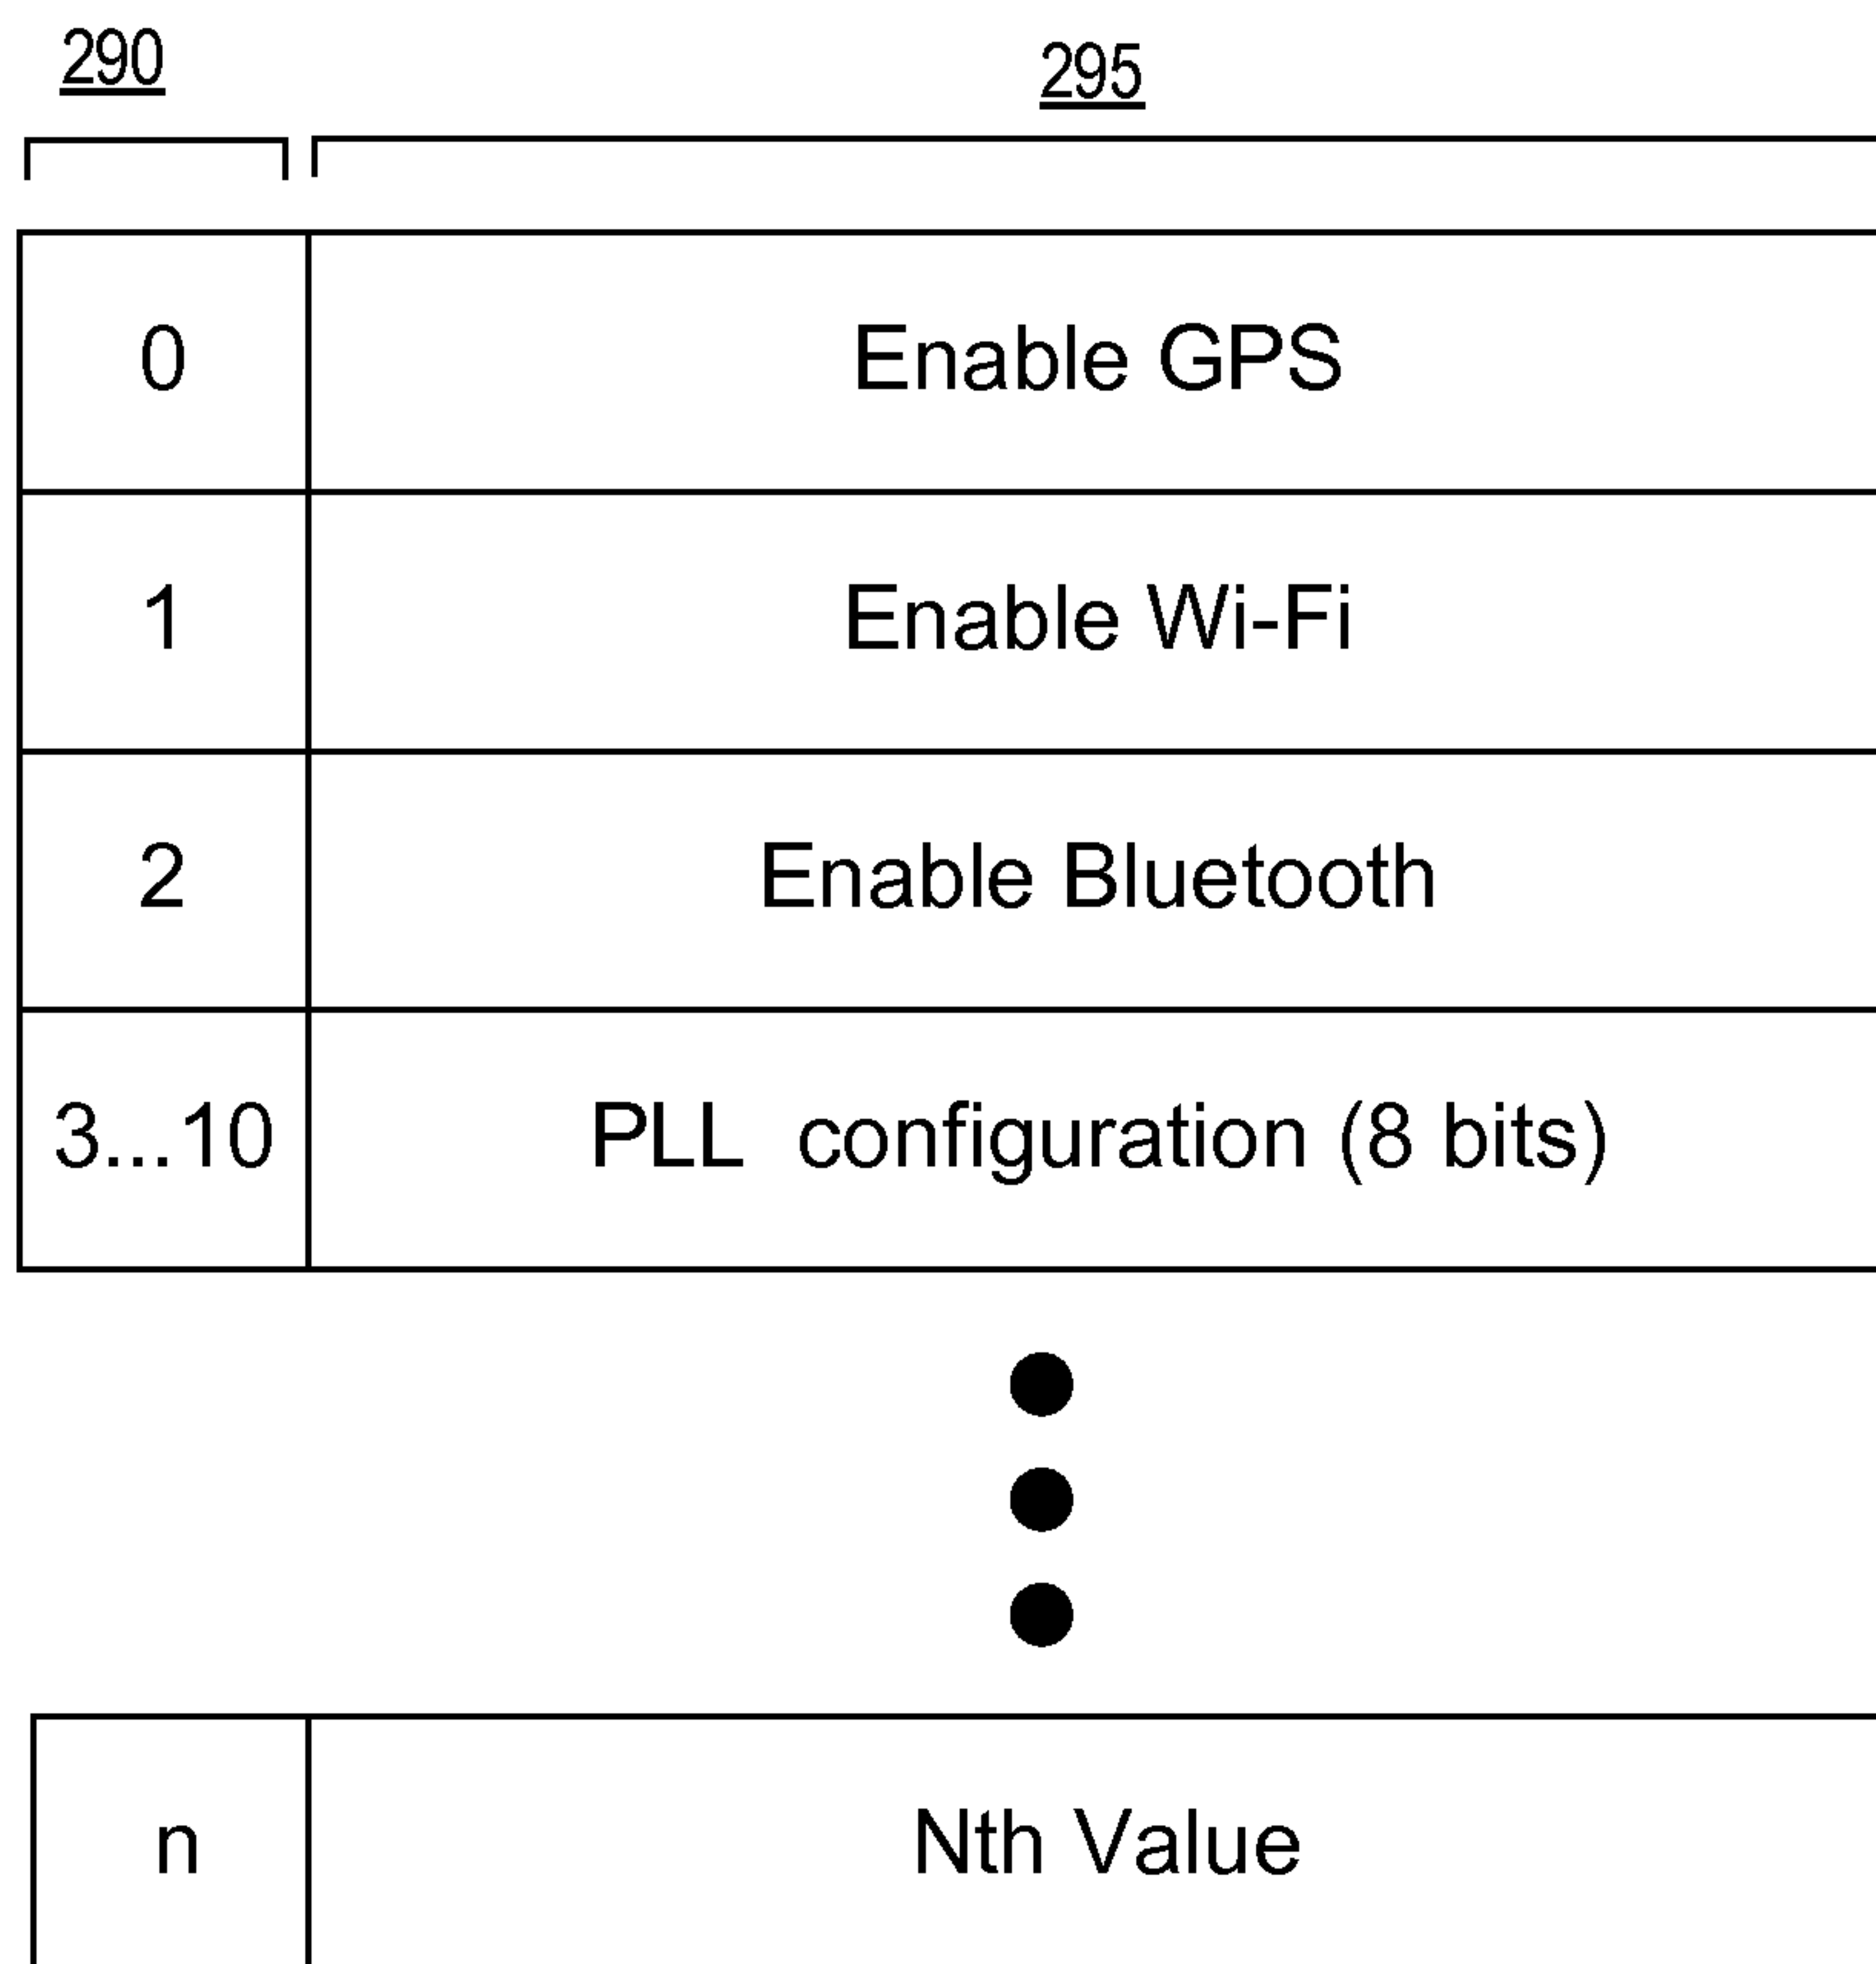 290
295
0 Enable GPS
1 Enable Wi-Fi
2 Enable Bluetooth
3...10 PLL configuration (8 bits)
n Nth Value